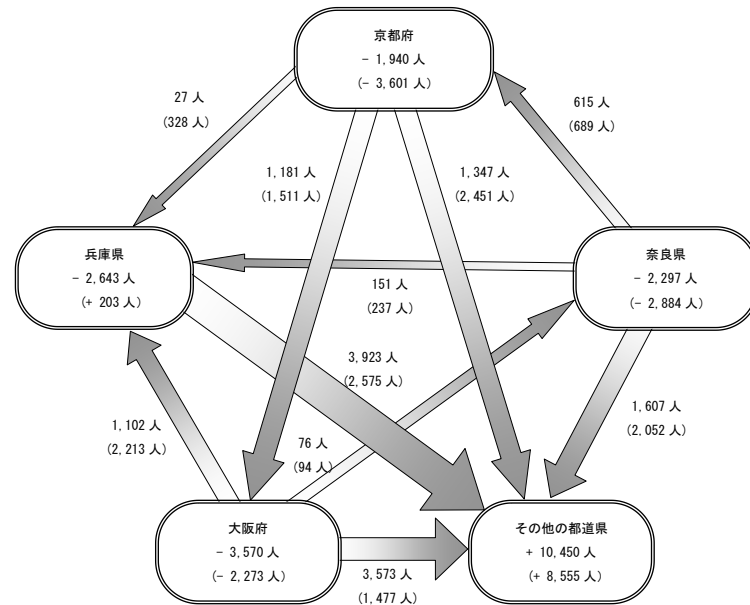 京都府
− 1,940 人
(− 3,601 人)
27 人
(328 人)
615 人
(689 人)
1,181 人
(1,511 人)
1,347 人
(2,451 人)
兵庫県
− 2,643 人
(+ 203 人)
奈良県
− 2,297 人
(− 2,884 人)
151 人
(237 人)
3,923 人
(2,575 人)
1,607 人
(2,052 人)
1,102 人
(2,213 人)
76 人
(94 人)
大阪府
− 3,570 人
(− 2,273 人)
3,573 人
(1,477 人)
その他の都道県
+ 10,450 人
(+ 8,555 人)